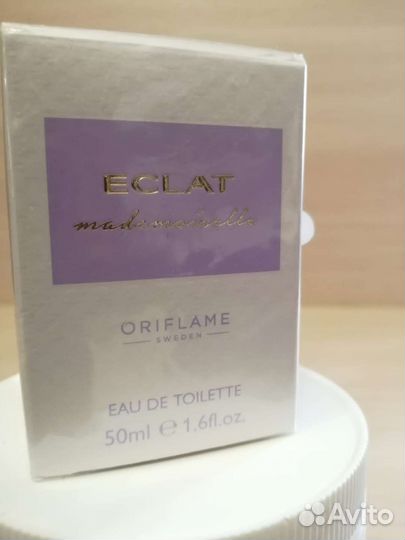 ECLAT
mademoiselle
ORIFLAME
SWEDEN
EAU DE TOILETTE
50ml e 1.6fl.oz.
Avito